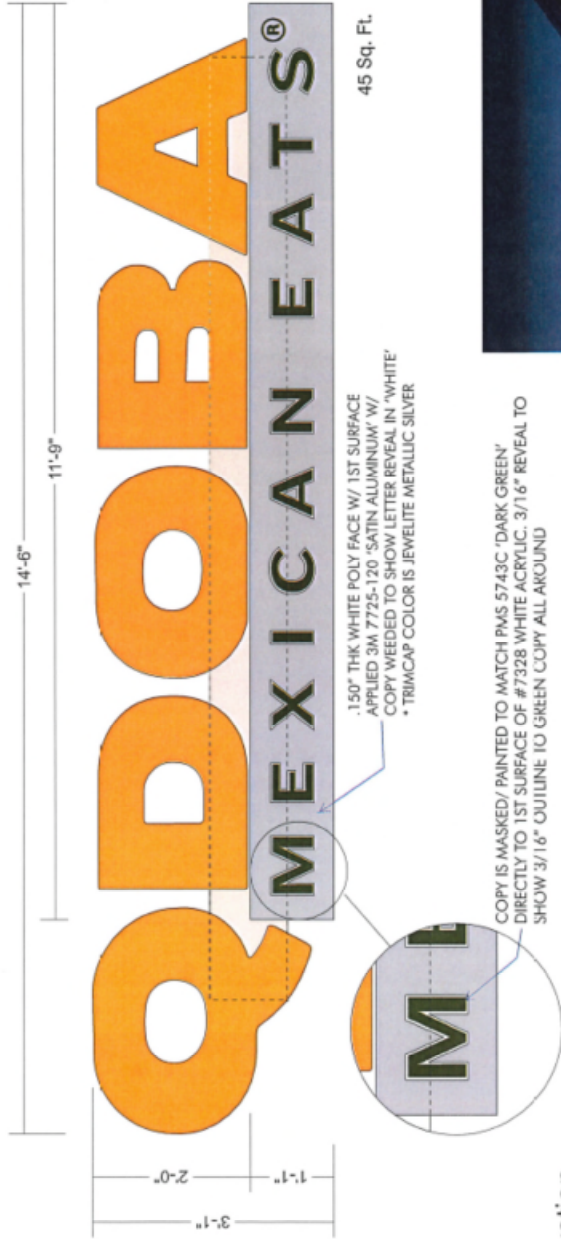 14'-6"
11'-9"
3'-1"
2'-0"
1'-1"
QDOBA
MEXICAN EATS®
45 Sq. Ft.
.150" THK WHITE POLY FACE W/ 1ST SURFACE
APPLIED 3M 7725-120 'SATIN ALUMINUM' W/
COPY WEEDED TO SHOW LETTER REVEAL IN 'WHITE'
* TRIMCAP COLOR IS JEWELITE METALLIC SILVER
M E
COPY IS MASKED/ PAINTED TO MATCH PMS 5743C 'DARK GREEN'
DIRECTLY TO 1ST SURFACE OF #7328 WHITE ACRYLIC. 3/16" REVEAL TO
SHOW 3/16" OUTLINE TO GREEN COPY ALL AROUND